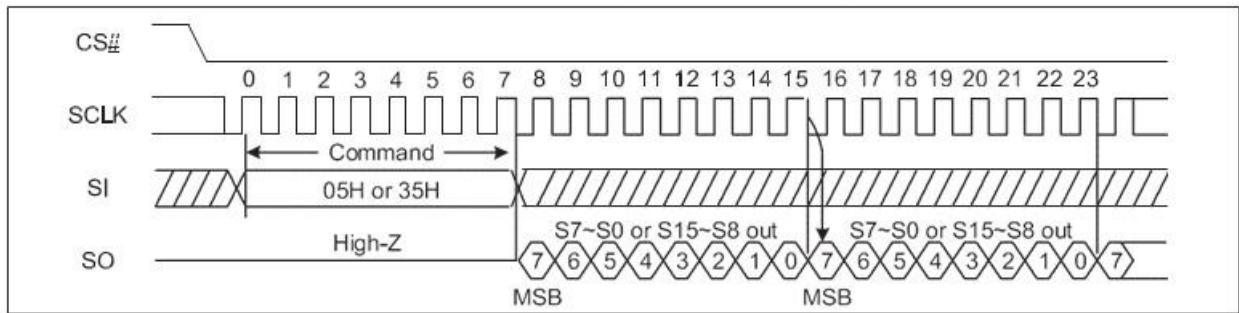 CS#
0 1 2 3 4 5 6 7 8 9 10 11 12 13 14 15 16 17 18 19 20 21 22 23
SCLK
Command
SI
05H or 35H
High-Z
S7~S0 or S15~S8 out
S7~S0 or S15~S8 out
SO
7 6 5 4 3 2 1 0 7 6 5 4 3 2 1 0 7
MSB
MSB